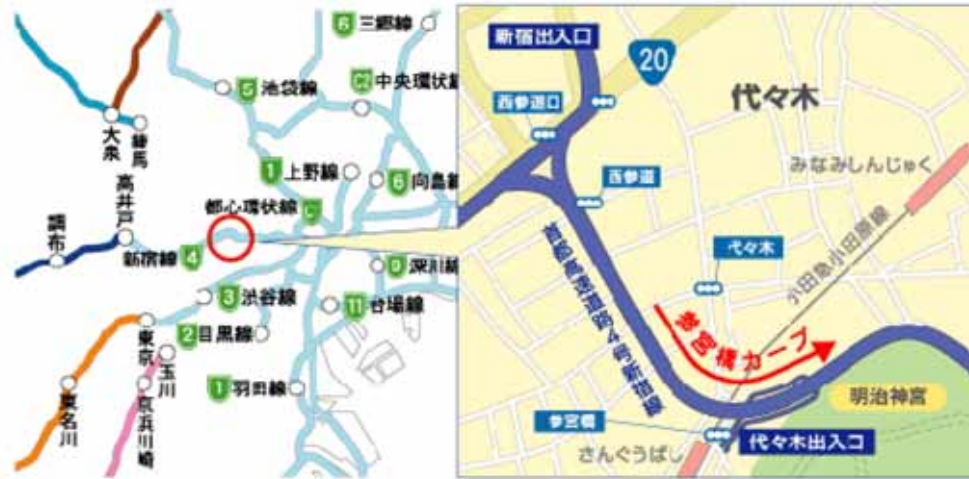 6 三郷線
C2 中央環状線
5 池袋線
大泉
練馬
1 上野線
6 向島線
高井戸
都心環状線 C
調布
新宿線 4
9 深川線
3 渋谷線
11 台場線
2 目黒線
東京
玉川
1 羽田線
東名川
京浜川崎
新宿出入口
20
代々木
西参道口
みなみしんじゅく
西参道
代々木
小田急小田原線
首都高速道路4号新宿線
参宮橋カーブ
明治神宮
参宮橋
代々木出入口
さんぐうばし